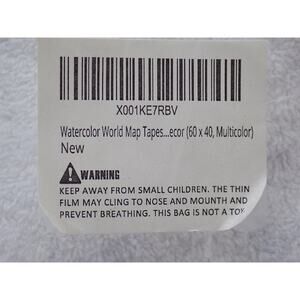 X001KE7RBV
Watercolor World Map Tapes...ecor (60 x 40, Multicolor)
New
WARNING
KEEP AWAY FROM SMALL CHILDREN. THE THIN
FILM MAY CLING TO NOSE AND MOUNTH AND
PREVENT BREATHING. THIS BAG IS NOT A TOY